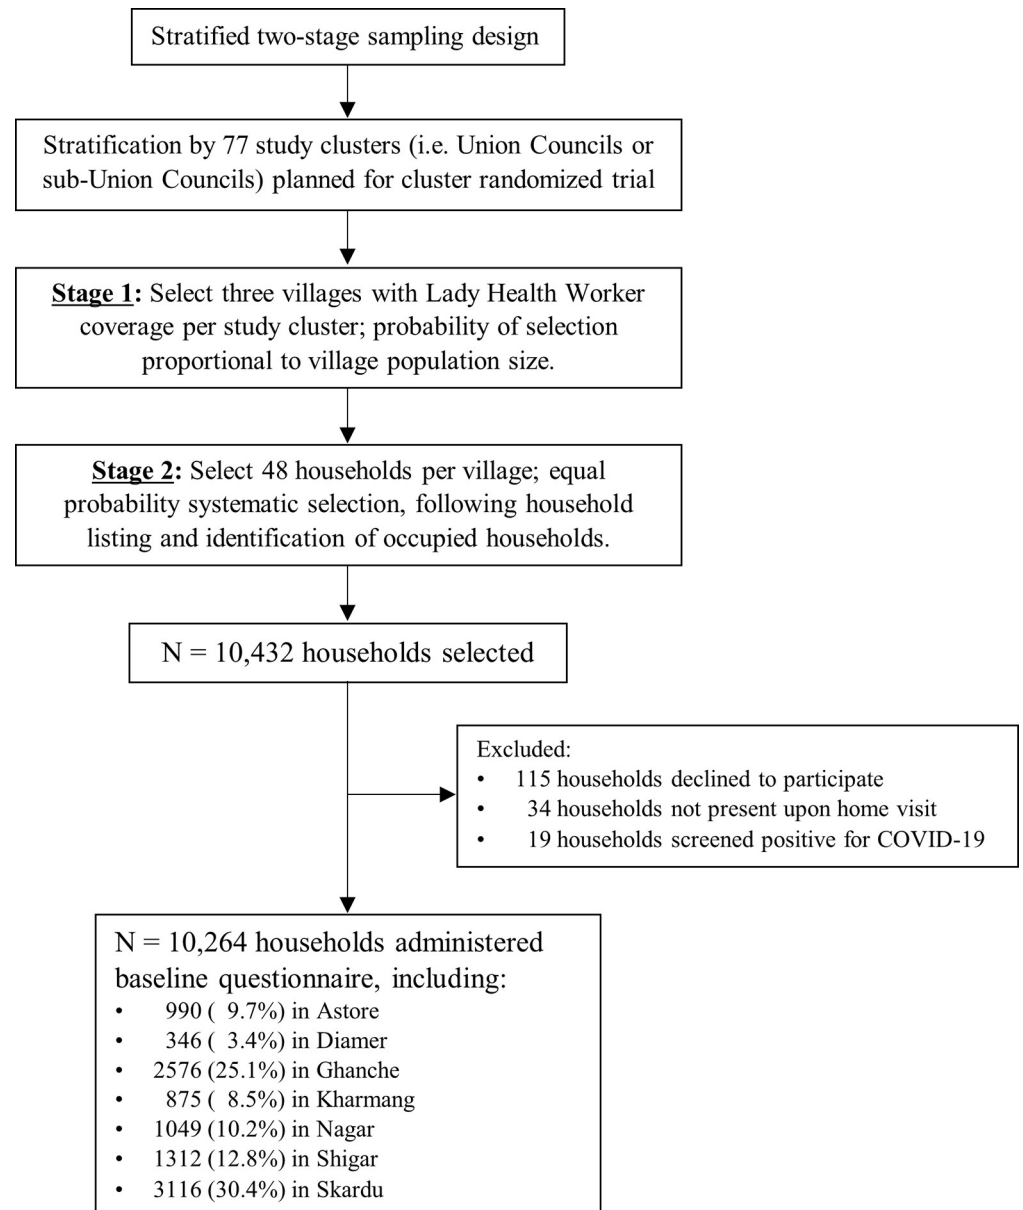 Stratified two-stage sampling design
Stratification by 77 study clusters (i.e. Union Councils or
sub-Union Councils) planned for cluster randomized trial
Stage 1: Select three villages with Lady Health Worker
coverage per study cluster; probability of selection
proportional to village population size.
Stage 2: Select 48 households per village; equal
probability systematic selection, following household
listing and identification of occupied households.
N = 10,432 households selected
Excluded:
• 115 households declined to participate
• 34 households not present upon home visit
• 19 households screened positive for COVID-19
N = 10,264 households administered
baseline questionnaire, including:
• 990 ( 9.7%) in Astore
• 346 ( 3.4%) in Diamer
• 2576 (25.1%) in Ghanche
• 875 ( 8.5%) in Kharmang
• 1049 (10.2%) in Nagar
• 1312 (12.8%) in Shigar
• 3116 (30.4%) in Skardu